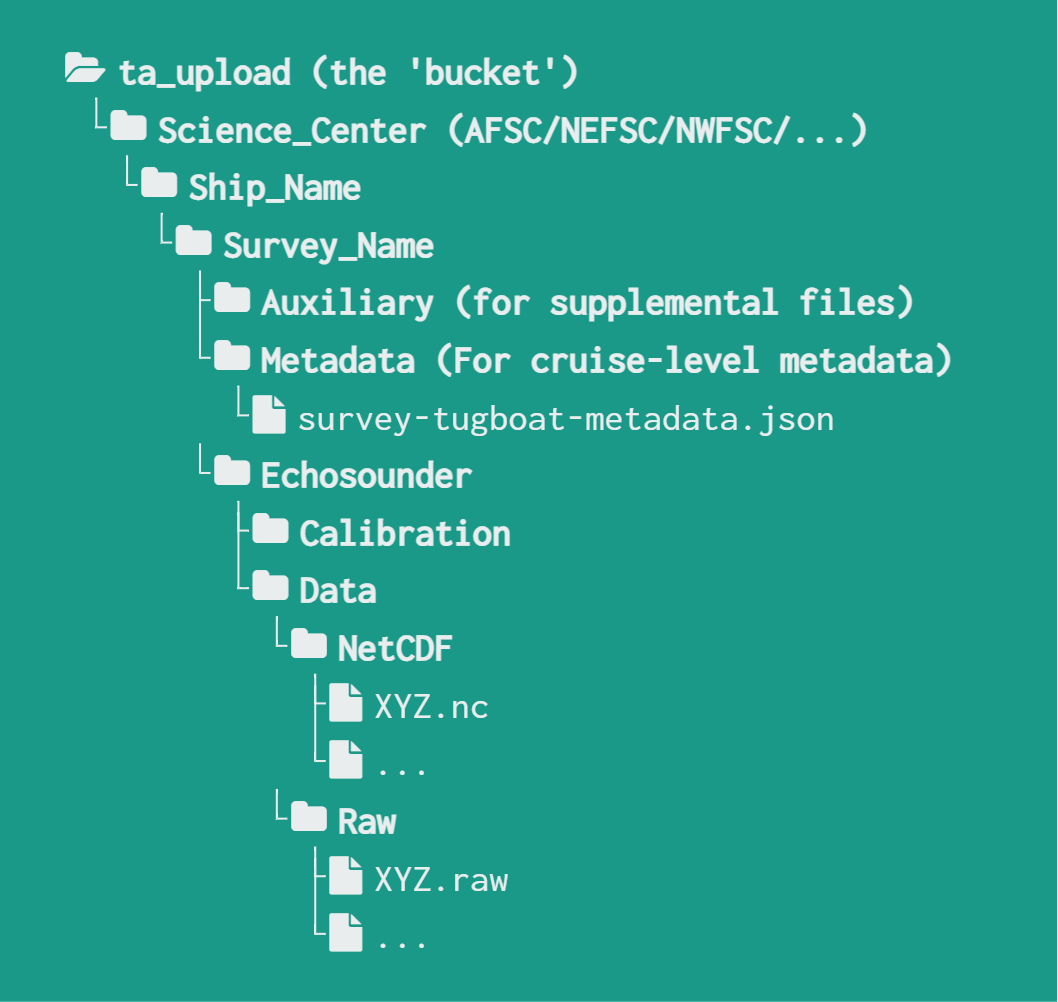 ta_upload (the 'bucket')
Science_Center (AFSC/NEFSC/NWFSC/...)
Ship_Name
Survey_Name
Auxiliary (for supplemental files)
Metadata (For cruise-level metadata)
survey-tugboat-metadata.json
Echosounder
Calibration
Data
NetCDF
XYZ.nc
...
Raw
XYZ.raw
...